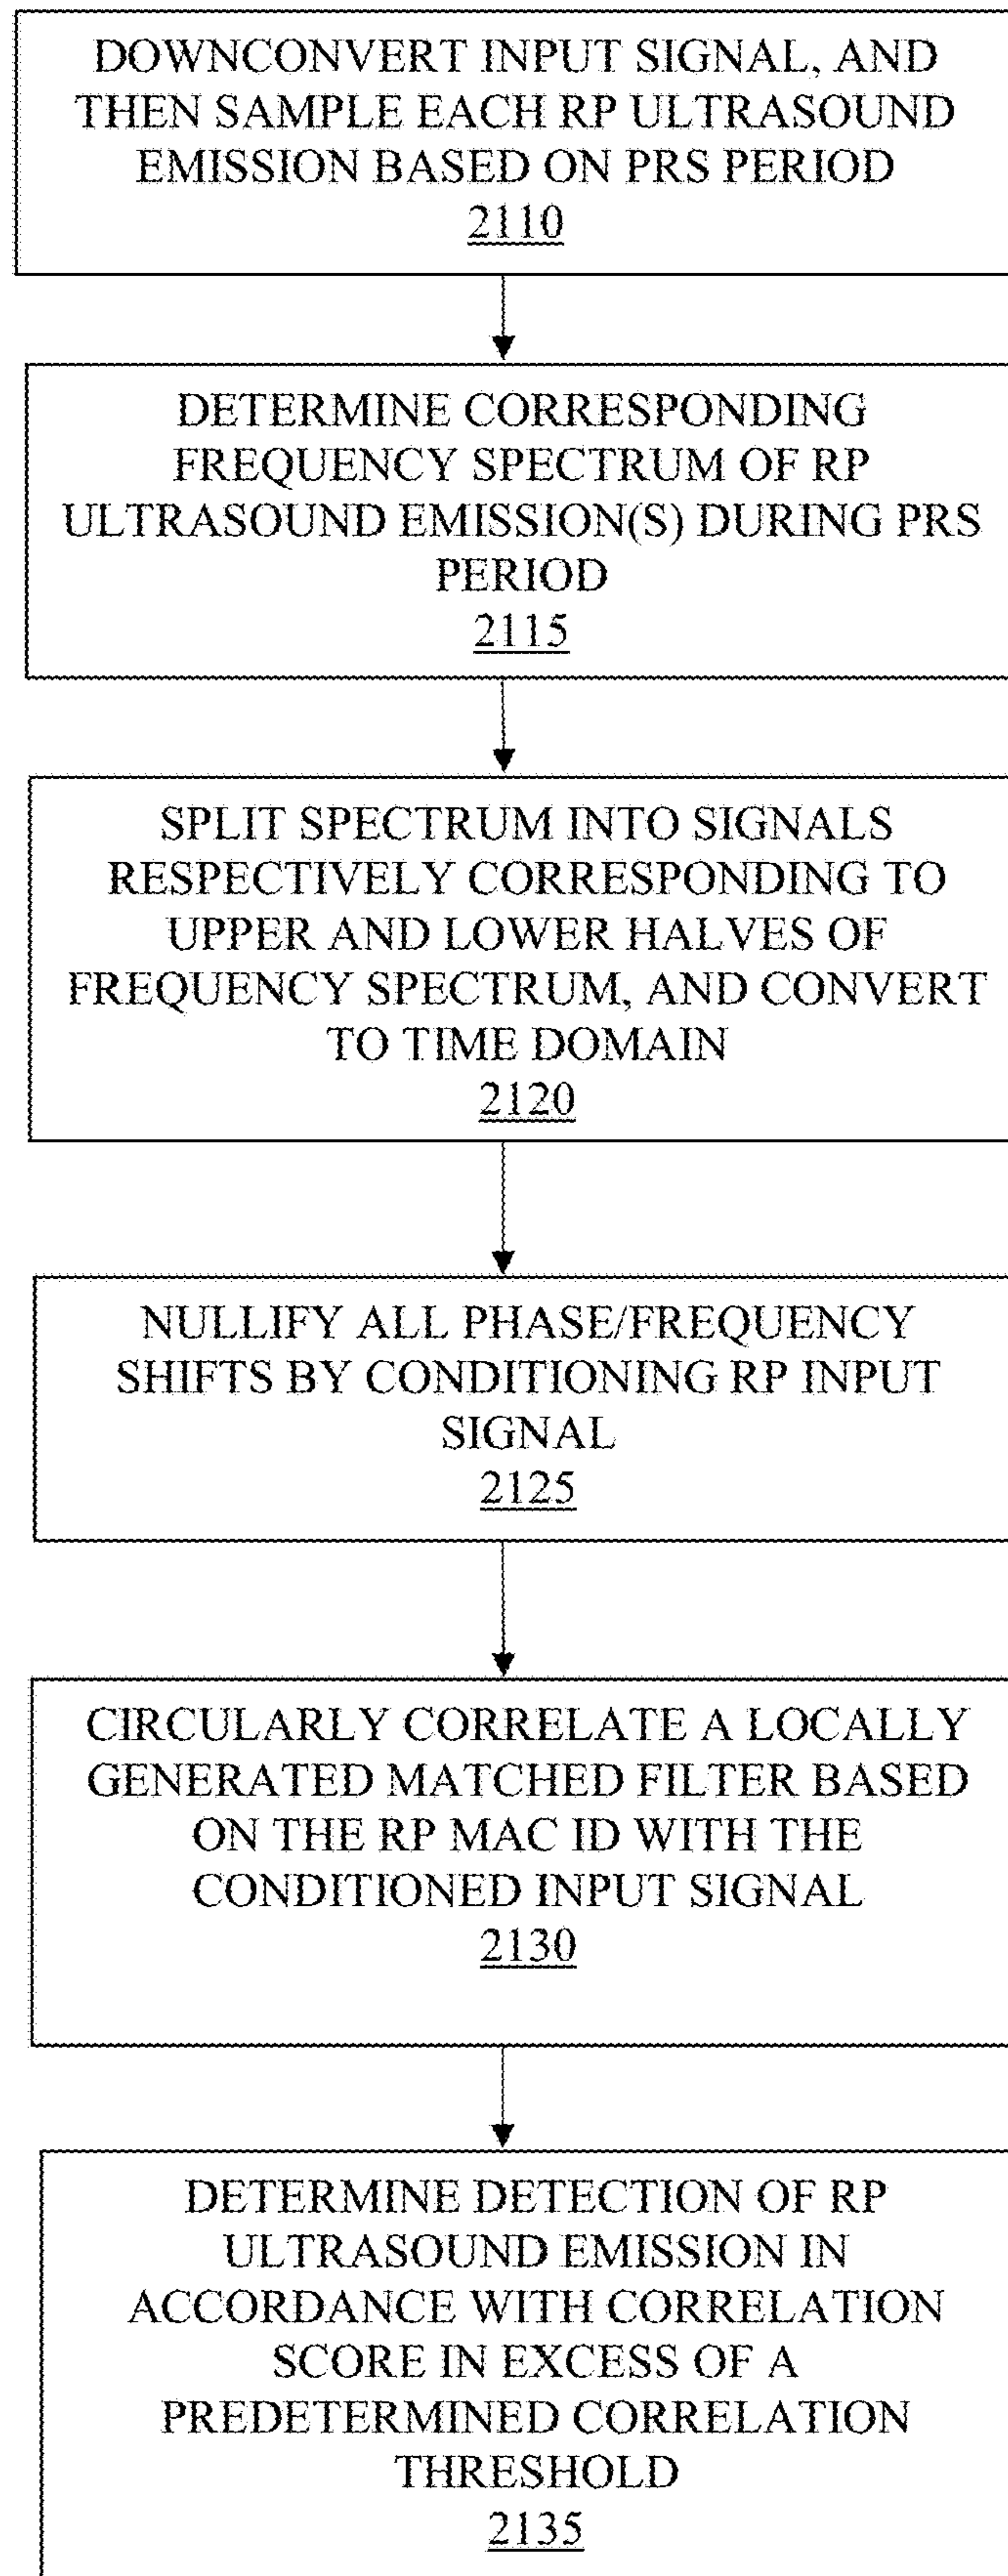 DOWNCONVERT INPUT SIGNAL, AND
THEN SAMPLE EACH RP ULTRASOUND
EMISSION BASED ON PRS PERIOD
2110
DETERMINE CORRESPONDING
FREQUENCY SPECTRUM OF RP
ULTRASOUND EMISSION(S) DURING PRS
PERIOD
2115
SPLIT SPECTRUM INTO SIGNALS
RESPECTIVELY CORRESPONDING TO
UPPER AND LOWER HALVES OF
FREQUENCY SPECTRUM, AND CONVERT
TO TIME DOMAIN
2120
NULLIFY ALL PHASE/FREQUENCY
SHIFTS BY CONDITIONING RP INPUT
SIGNAL
2125
CIRCULARLY CORRELATE A LOCALLY
GENERATED MATCHED FILTER BASED
ON THE RP MAC ID WITH THE
CONDITIONED INPUT SIGNAL
2130
DETERMINE DETECTION OF RP
ULTRASOUND EMISSION IN
ACCORDANCE WITH CORRELATION
SCORE IN EXCESS OF A
PREDETERMINED CORRELATION
THRESHOLD
2135